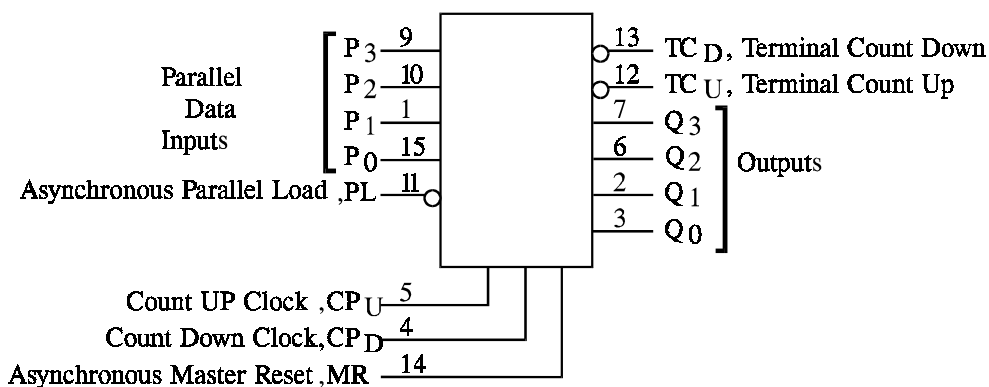 P3 9
P2 10
Parallel
Data
Inputs
P1 1
P0 15
Asynchronous Parallel Load ,PL 11
13 TC D, Terminal Count Down
12 TC U, Terminal Count Up
7 Q3
6 Q2
2 Q1
3 Q0
Outputs
Count UP Clock ,CPU 5
Count Down Clock,CPD 4
Asynchronous Master Reset ,MR 14